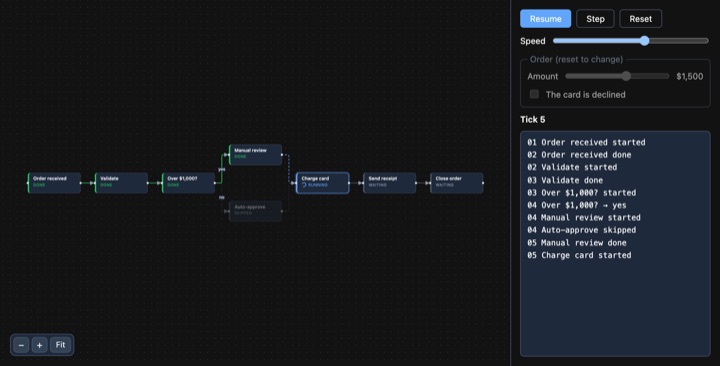 Resume
Step
Reset
Speed
Order (reset to change)
Amount
$1,500
The card is declined
Tick 5
01 Order received started
02 Order received done
02 Validate started
03 Validate done
03 Over $1,000? started
04 Over $1,000? → yes
04 Manual review started
04 Auto-approve skipped
05 Manual review done
05 Charge card started
Order received
DONE
Validate
DONE
Over $1,000?
DONE
yes
no
Manual review
DONE
Auto-approve
SKIPPED
Charge card
RUNNING
Send receipt
WAITING
Close order
WAITING
−
+
Fit